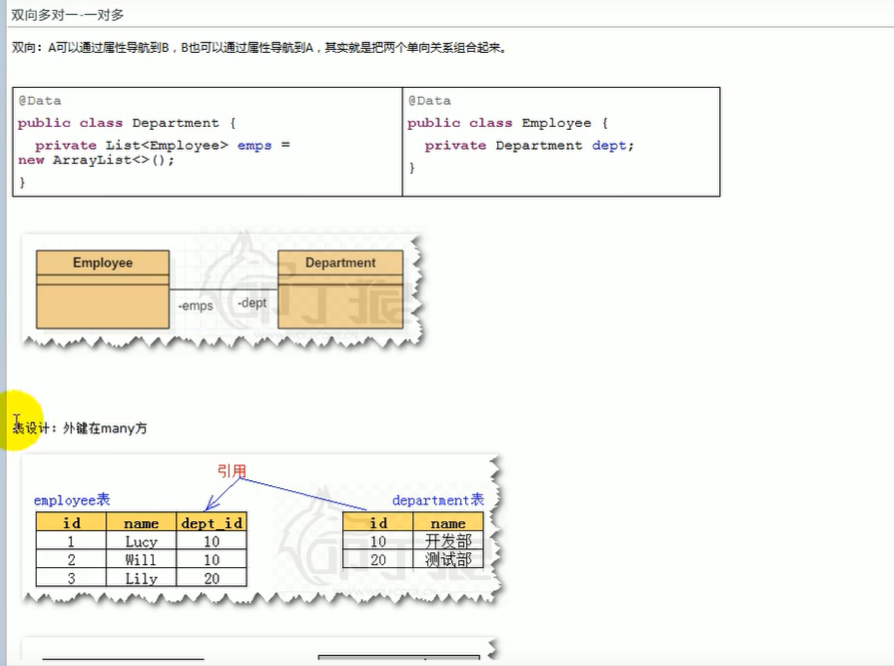 双向多对一-一对多
双向：A可以通过属性导航到B，B也可以通过属性导航到A，其实就是把两个单向关系组合起来。
@Data
public class Department {
private List<Employee> emps =
new ArrayList<>();
}
@Data
public class Employee {
private Department dept;
}
Employee
Department
-emps
-dept
表设计：外键在many方
引用
employee表
id name dept_id
1 Lucy 10
2 Will 10
3 Lily 20
department表
id name
10 开发部
20 测试部